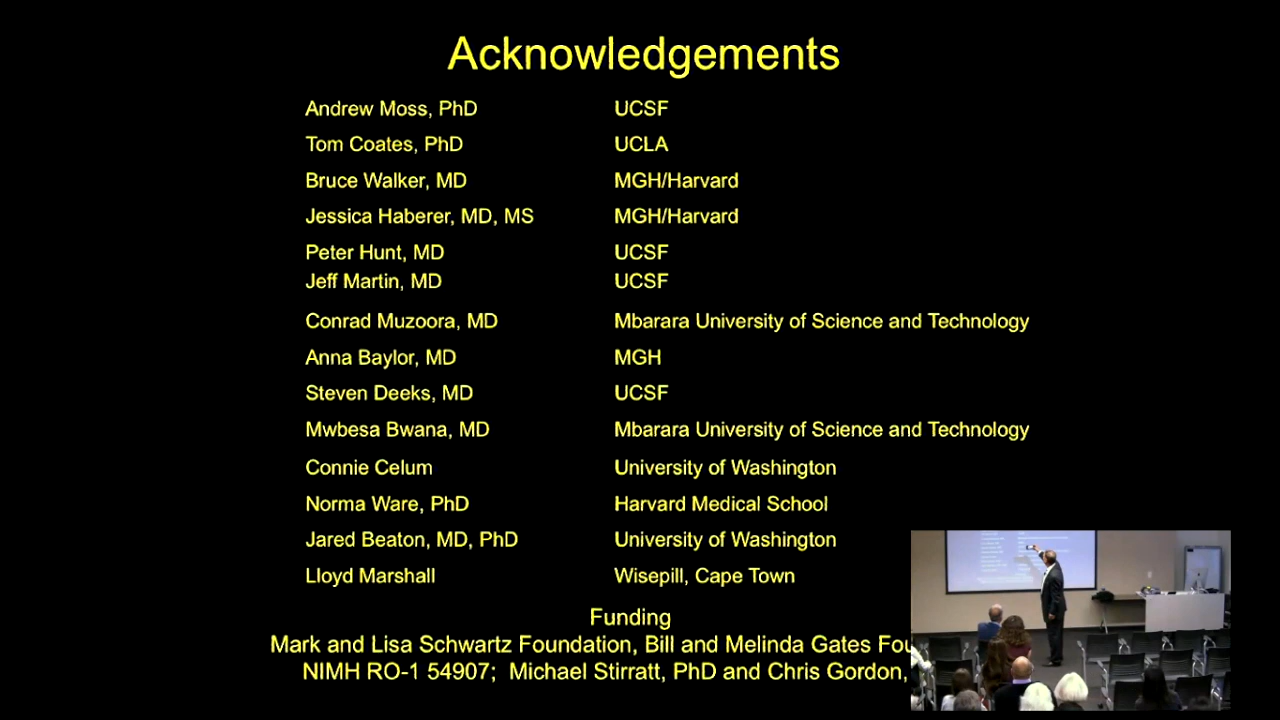 Acknowledgements
Andrew Moss, PhD UCSF
Tom Coates, PhD UCLA
Bruce Walker, MD MGH/Harvard
Jessica Haberer, MD, MS MGH/Harvard
Peter Hunt, MD UCSF
Jeff Martin, MD UCSF
Conrad Muzoora, MD Mbarara University of Science and Technology
Anna Baylor, MD MGH
Steven Deeks, MD UCSF
Mwbesa Bwana, MD Mbarara University of Science and Technology
Connie Celum University of Washington
Norma Ware, PhD Harvard Medical School
Jared Beaton, MD, PhD University of Washington
Lloyd Marshall Wisepill, Cape Town
Funding
Mark and Lisa Schwartz Foundation, Bill and Melinda Gates
NIMH RO-1 54907; Michael Stirratt, PhD and Chris Gordon,